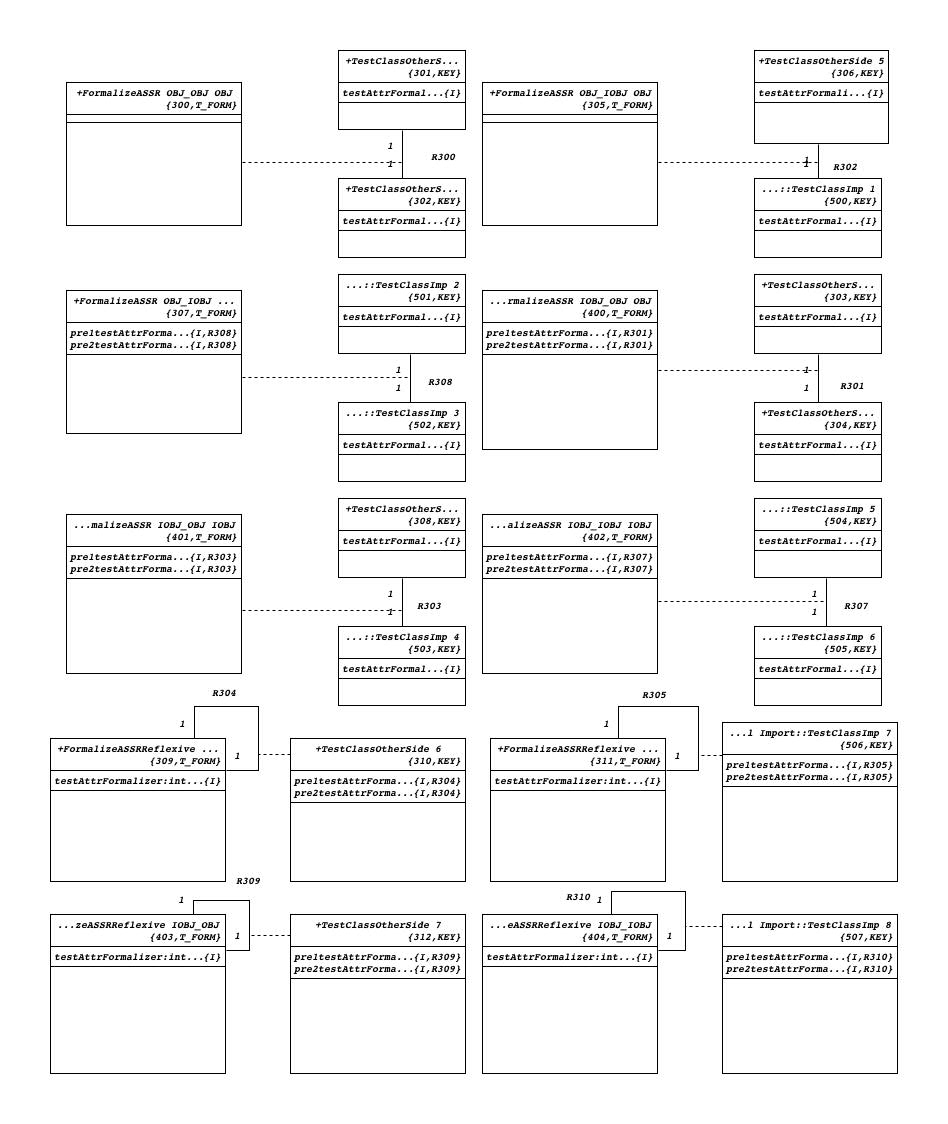 +TestClassOtherS...
{301,KEY}
testAttrFormal...{I}
+FormalizeASSR OBJ_OBJ OBJ
{300,T_FORM}
1
R300
1
+TestClassOtherS...
{302,KEY}
testAttrFormal...{I}
+TestClassOtherSide 5
{306,KEY}
testAttrFormali...{I}
+FormalizeASSR OBJ_IOBJ OBJ
{305,T_FORM}
1
1
R302
...::TestClassImp 1
{500,KEY}
testAttrFormal...{I}
...::TestClassImp 2
{501,KEY}
testAttrFormal...{I}
+FormalizeASSR OBJ_IOBJ ...
{307,T_FORM}
pre1testAttrForma...{I,R308}
pre2testAttrForma...{I,R308}
1
R308
1
...::TestClassImp 3
{502,KEY}
testAttrFormal...{I}
+TestClassOtherS...
{303,KEY}
testAttrFormal...{I}
...rmalizeASSR IOBJ_OBJ OBJ
{400,T_FORM}
pre1testAttrForma...{I,R301}
pre2testAttrForma...{I,R301}
1
R301
1
+TestClassOtherS...
{304,KEY}
testAttrFormal...{I}
+TestClassOtherS...
{308,KEY}
testAttrFormal...{I}
...malizeASSR IOBJ_OBJ IOBJ
{401,T_FORM}
pre1testAttrForma...{I,R303}
pre2testAttrForma...{I,R303}
1
R303
1
...::TestClassImp 4
{503,KEY}
testAttrFormal...{I}
...::TestClassImp 5
{504,KEY}
testAttrFormal...{I}
...alizeASSR IOBJ_IOBJ IOBJ
{402,T_FORM}
pre1testAttrForma...{I,R307}
pre2testAttrForma...{I,R307}
1
R307
1
...::TestClassImp 6
{505,KEY}
testAttrFormal...{I}
R304
1
1
+FormalizeASSRReflexive ...
{309,T_FORM}
testAttrFormalizer:int...{I}
+TestClassOtherSide 6
{310,KEY}
pre1testAttrForma...{I,R304}
pre2testAttrForma...{I,R304}
R305
1
1
+FormalizeASSRReflexive ...
{311,T_FORM}
testAttrFormalizer:int...{I}
...l Import::TestClassImp 7
{506,KEY}
pre1testAttrForma...{I,R305}
pre2testAttrForma...{I,R305}
R309
1
1
...zeASSRReflexive IOBJ_OBJ
{403,T_FORM}
testAttrFormalizer:int...{I}
+TestClassOtherSide 7
{312,KEY}
pre1testAttrForma...{I,R309}
pre2testAttrForma...{I,R309}
R310
1
1
...eASSRReflexive IOBJ_IOBJ
{404,T_FORM}
testAttrFormalizer:int...{I}
...l Import::TestClassImp 8
{507,KEY}
pre1testAttrForma...{I,R310}
pre2testAttrForma...{I,R310}